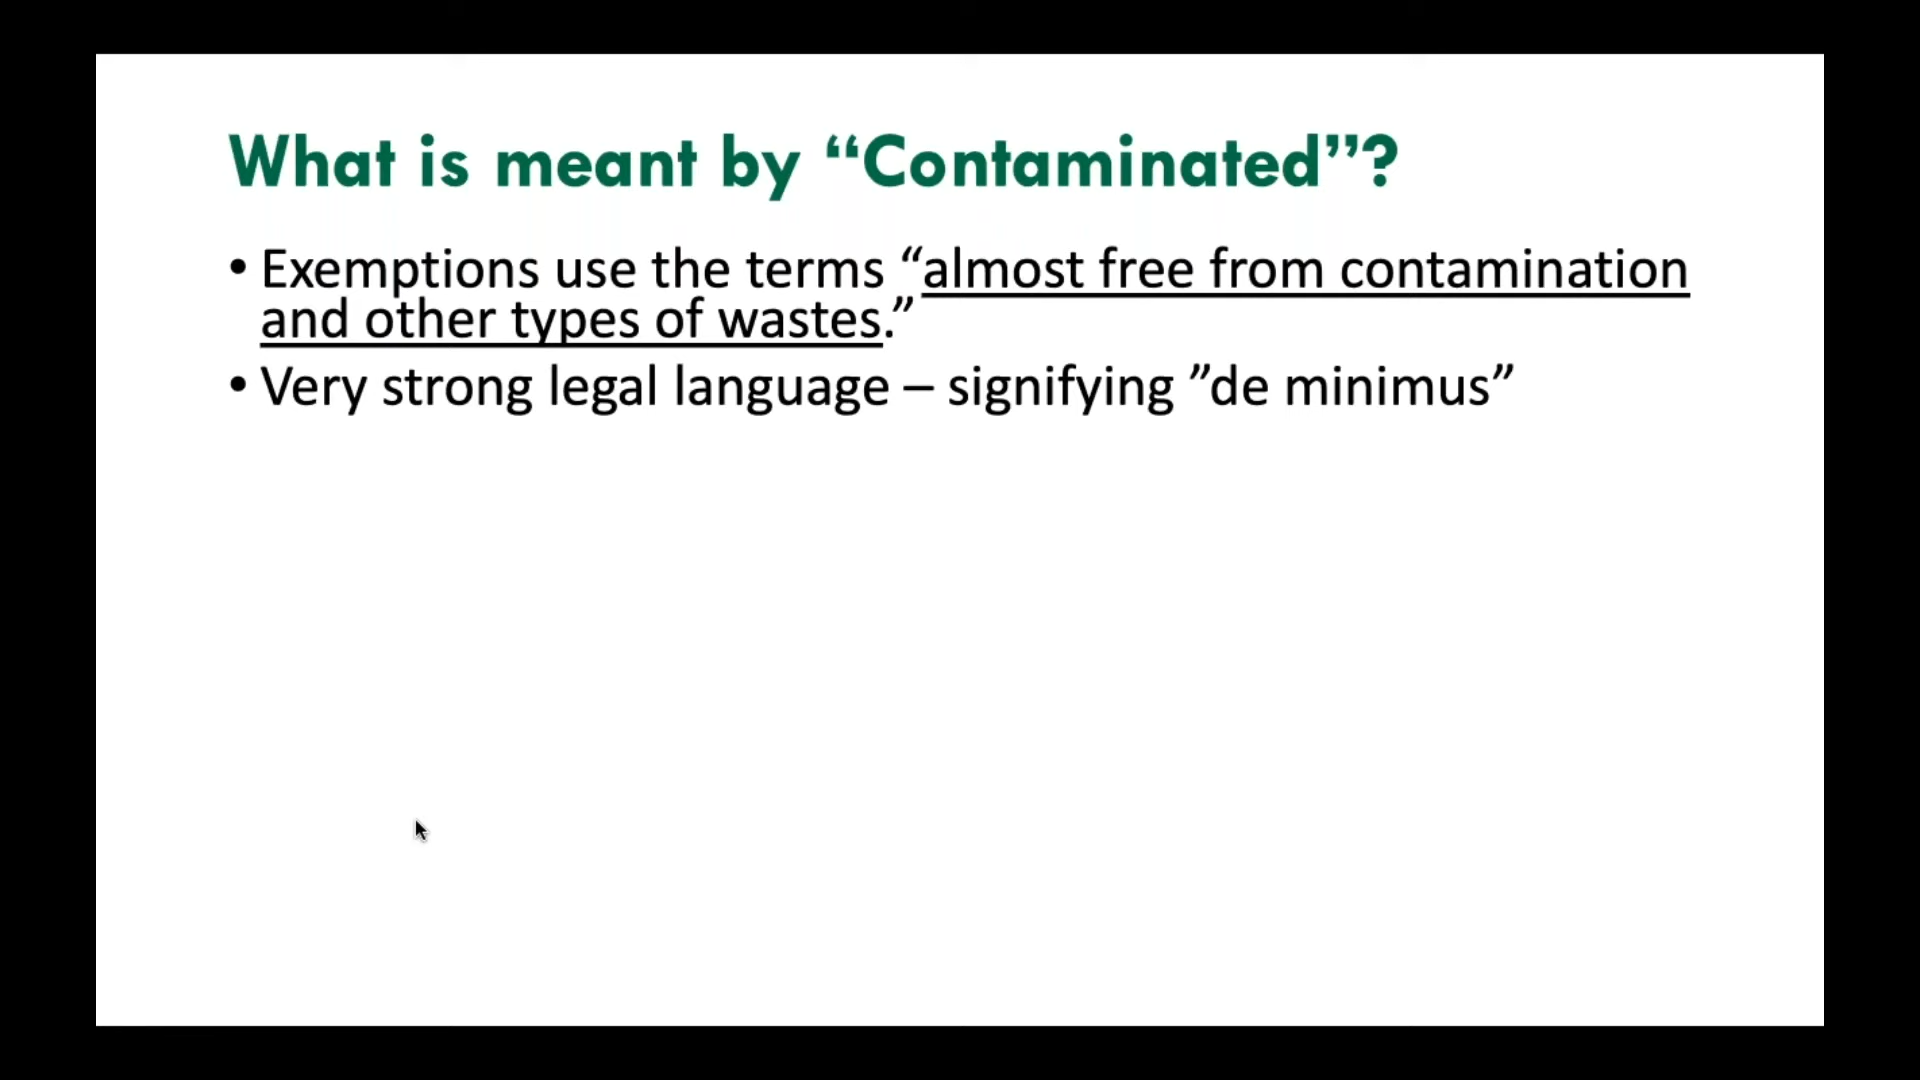 What is meant by “Contaminated”?
• Exemptions use the terms “almost free from contamination
and other types of wastes.”
• Very strong legal language – signifying ”de minimus”